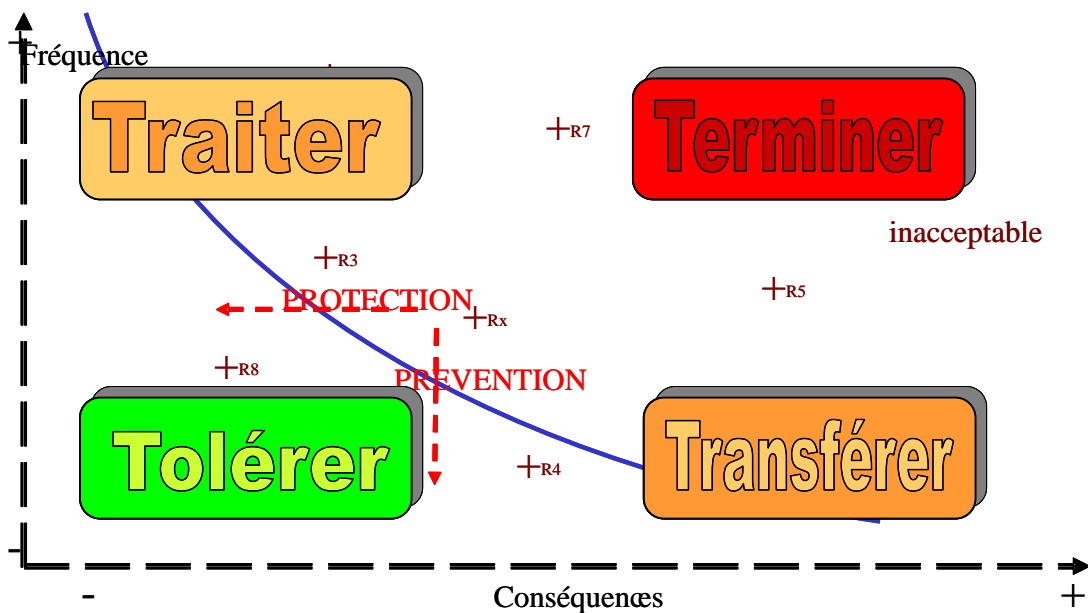 +
Fréquence
Traiter
Terminer
+R7
inacceptable
+R3
+R5
PROTECTION
+Rx
+R8
PREVENTION
Tolérer
Transférer
+R4
-
-
Conséquences
+